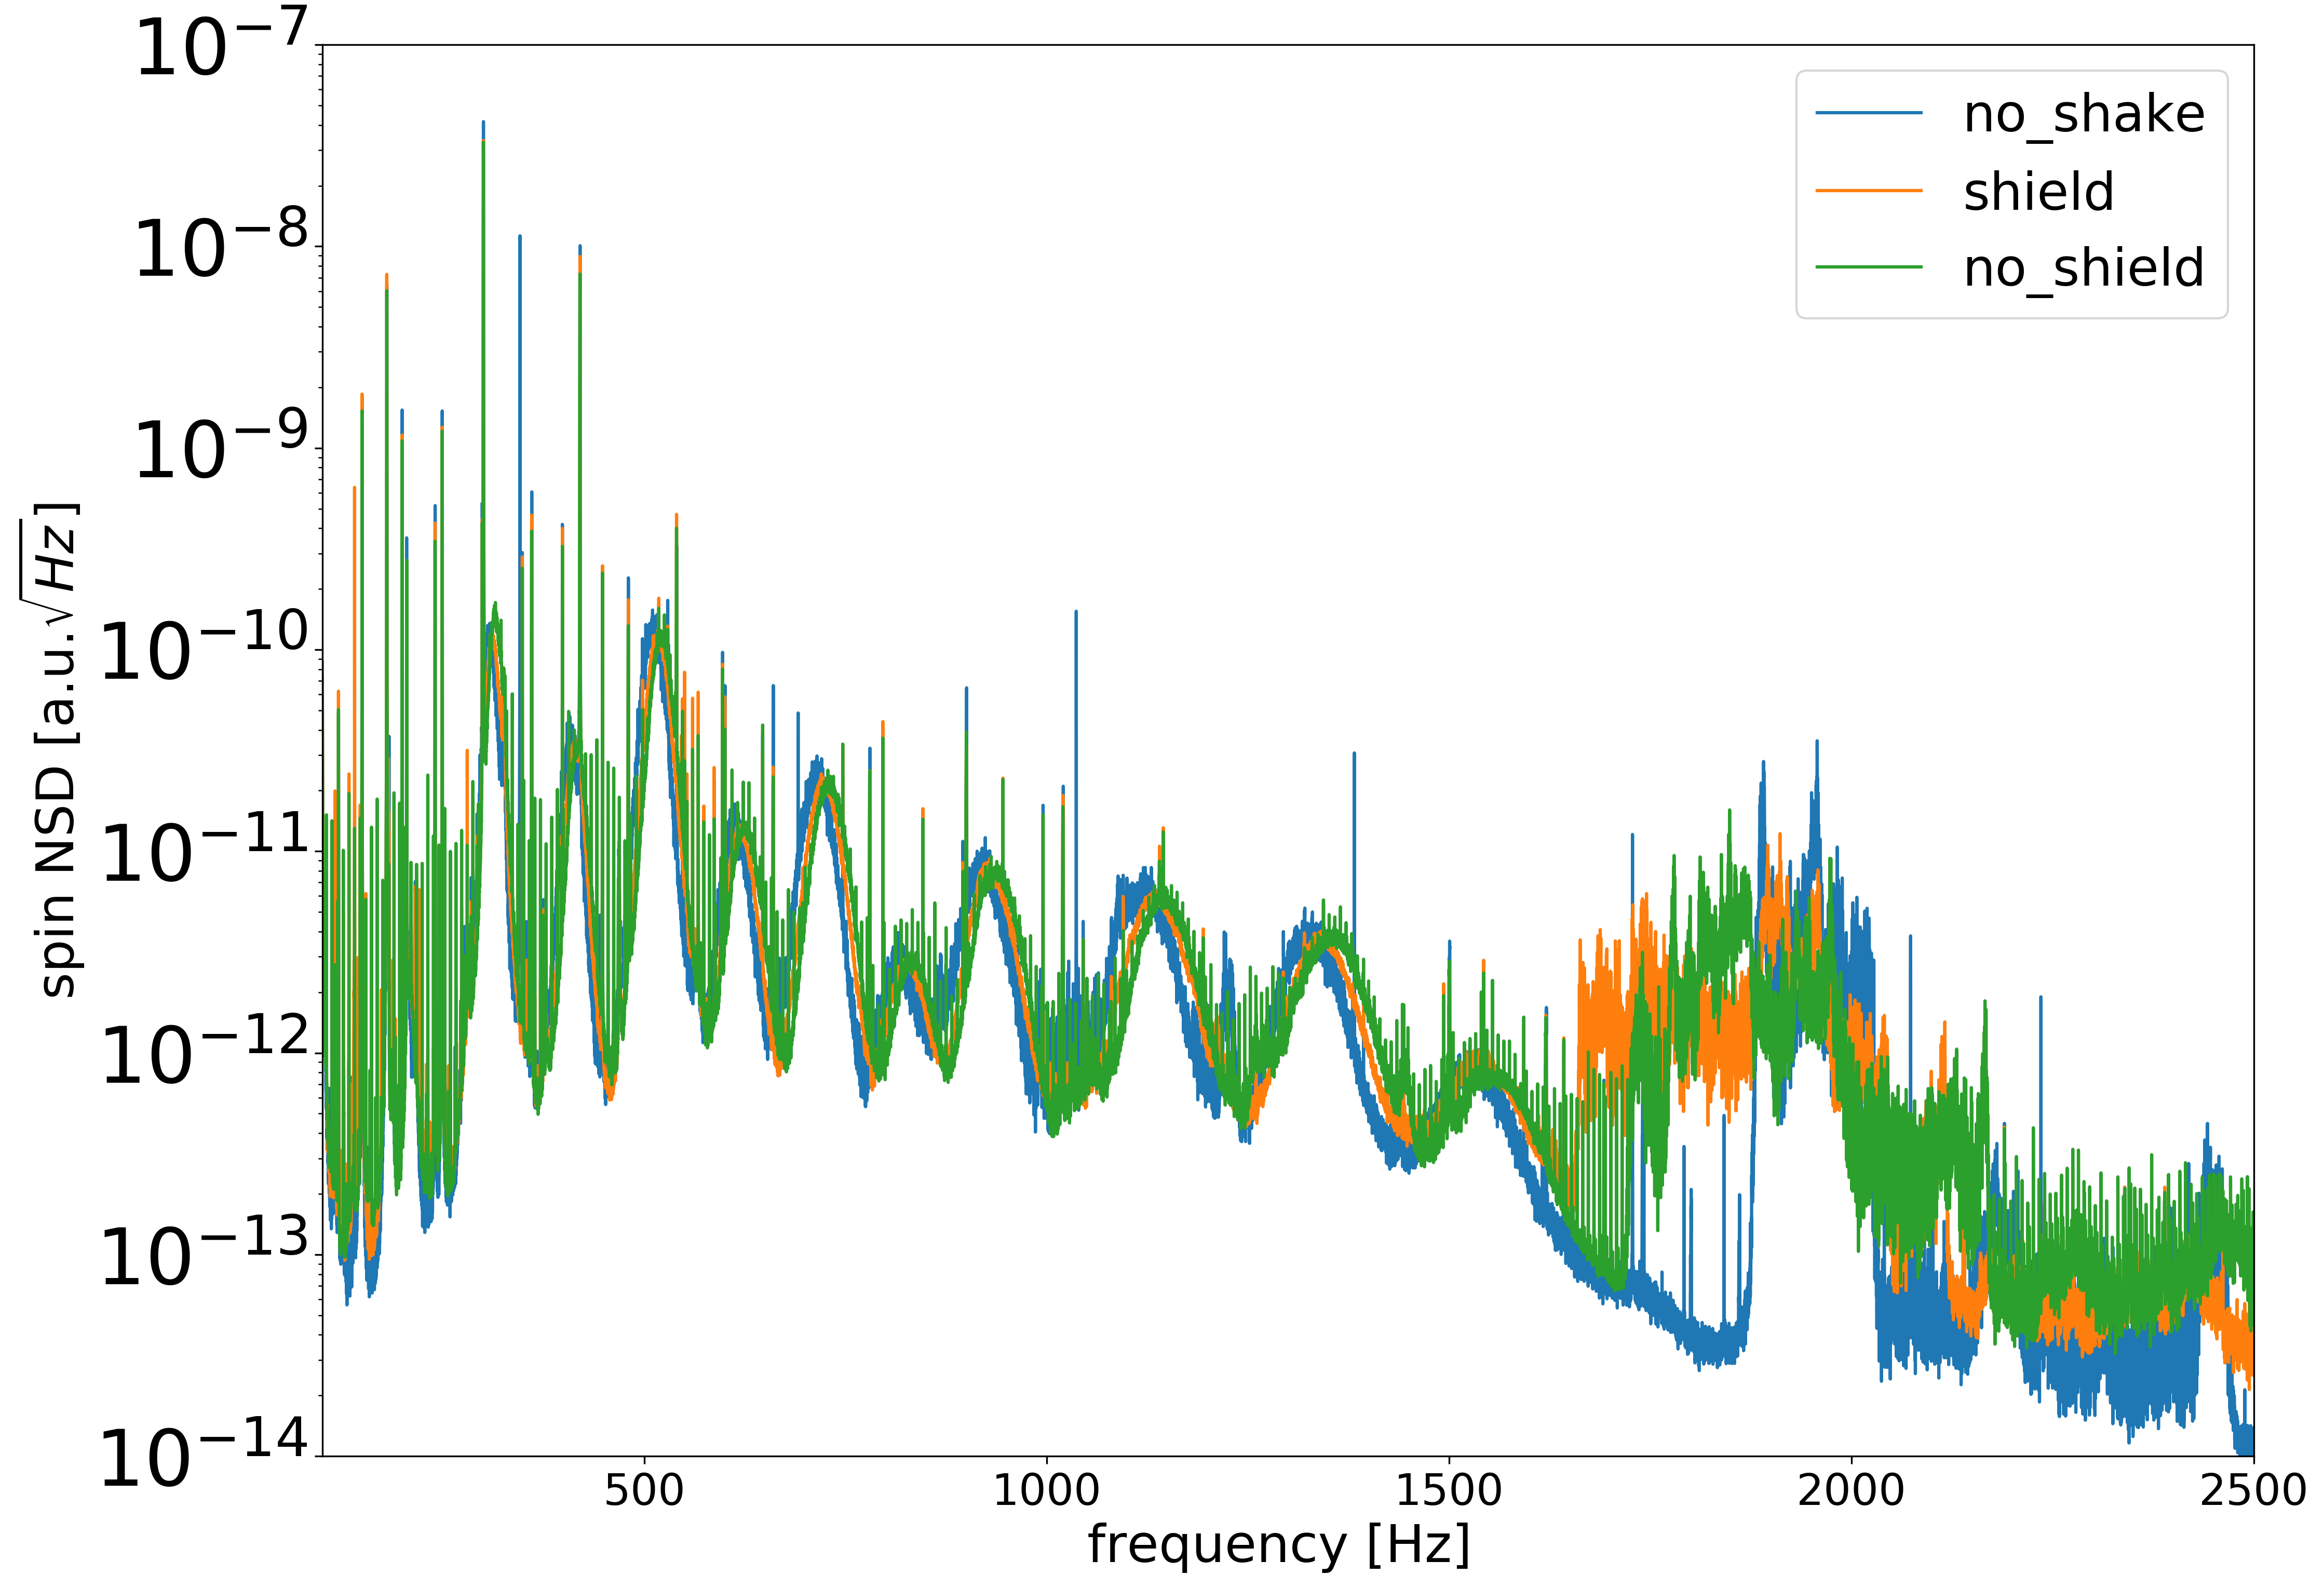 10⁻⁷
10⁻⁸
10⁻⁹
10⁻¹⁰
10⁻¹¹
10⁻¹²
10⁻¹³
10⁻¹⁴
spin NSD [a.u.√Hz]
no_shake
shield
no_shield
500 1000 1500 2000 2500
frequency [Hz]